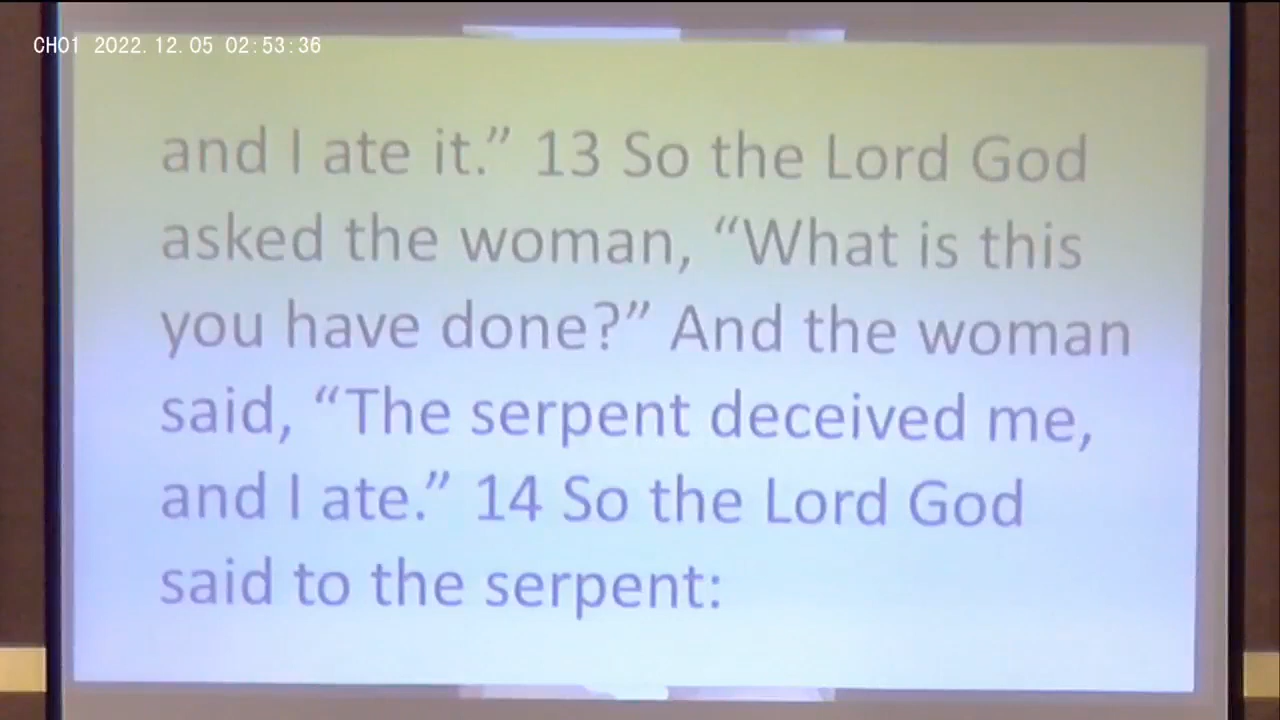 CH01 2022.12.05 02:53:36
and I ate it.” 13 So the Lord God
asked the woman, “What is this
you have done?” And the woman
said, “The serpent deceived me,
and I ate.” 14 So the Lord God
said to the serpent: